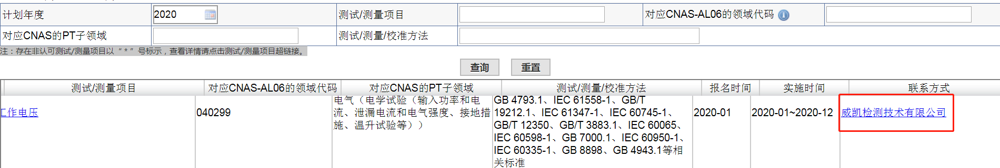 计划年度 2020 测试/测量项目 对应CNAS-AL06的领域代码
对应CNAS的PT子领域 测试/测量/校准方法
注：存在非认可测试/测量项目以“ * ”号标示，查看详情请点击测试/测量项目超链接。
查询 重置
测试/测量项目 对应CNAS-AL06的领域代码 对应CNAS的PT子领域 测试/测量/校准方法 报名时间 实施时间 联系方式
工作电压
040299
电气（电学试验（输入功率和电
流、泄漏电流和电气强度、接地措
施、温升试验等））
GB 4793.1、IEC 61558-1、GB/T
19212.1、IEC 61347-1、IEC 60745-1、
GB/T 12350、GB/T 3883.1、IEC 60065、
IEC 60598-1、GB 7000.1、IEC 60950-1、
IEC 60335-1、GB 8898、GB 4943.1等相
关标准
2020-01
2020-01~2020-12
威凯检测技术有限公司